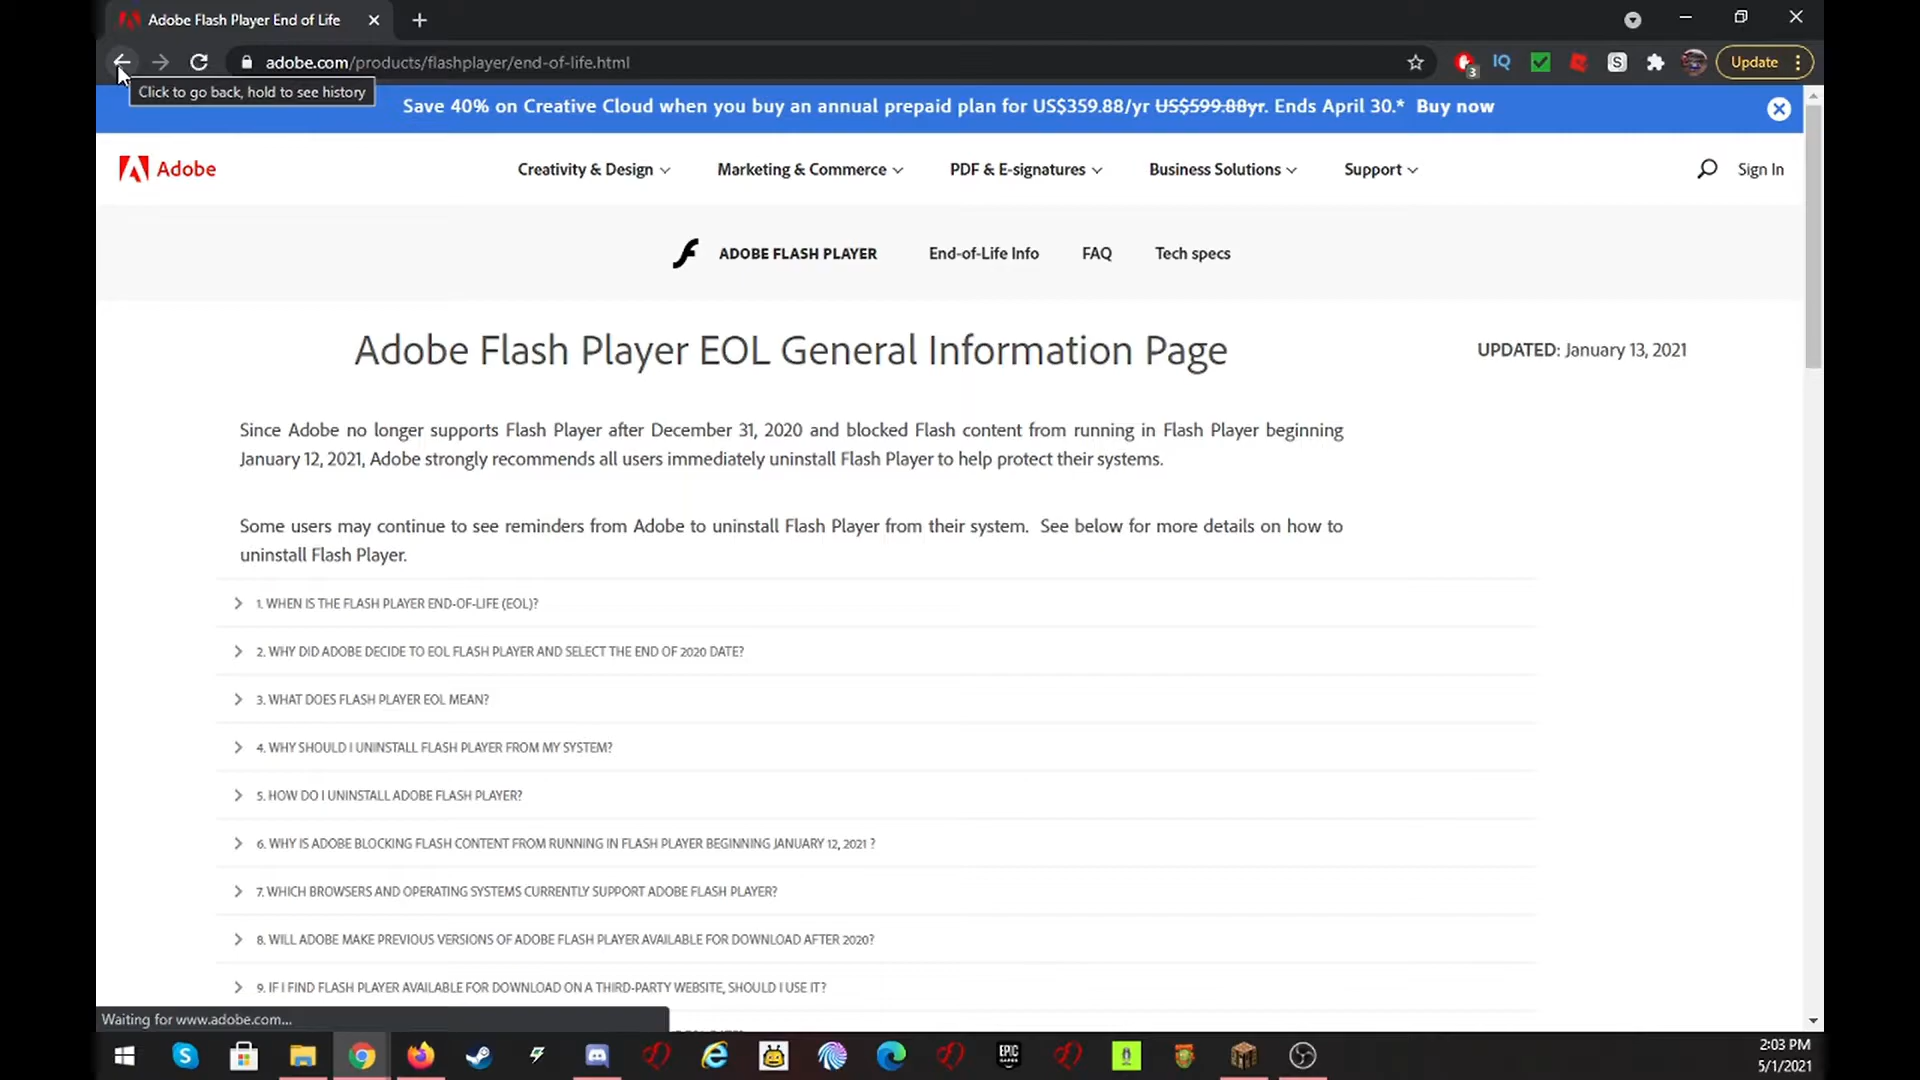 Adobe Flash Player End of Life
adobe.com/products/flashplayer/end-of-life.html
3
IQ
S
Update
Click to go back, hold to see history
Save 40% on Creative Cloud when you buy an annual prepaid plan for US$359.88/yr US$599.88yr. Ends April 30.* Buy now
Adobe
Creativity & Design
Marketing & Commerce
PDF & E-signatures
Business Solutions
Support
Sign In
ADOBE FLASH PLAYER
End-of-Life Info
FAQ
Tech specs
Adobe Flash Player EOL General Information Page
UPDATED: January 13, 2021
Since Adobe no longer supports Flash Player after December 31, 2020 and blocked Flash content from running in Flash Player beginning
January 12, 2021, Adobe strongly recommends all users immediately uninstall Flash Player to help protect their systems.
Some users may continue to see reminders from Adobe to uninstall Flash Player from their system. See below for more details on how to
uninstall Flash Player.
1. WHEN IS THE FLASH PLAYER END-OF-LIFE (EOL)?
2. WHY DID ADOBE DECIDE TO EOL FLASH PLAYER AND SELECT THE END OF 2020 DATE?
3. WHAT DOES FLASH PLAYER EOL MEAN?
4. WHY SHOULD I UNINSTALL FLASH PLAYER FROM MY SYSTEM?
5. HOW DO I UNINSTALL ADOBE FLASH PLAYER?
6. WHY IS ADOBE BLOCKING FLASH CONTENT FROM RUNNING IN FLASH PLAYER BEGINNING JANUARY 12, 2021 ?
7. WHICH BROWSERS AND OPERATING SYSTEMS CURRENTLY SUPPORT ADOBE FLASH PLAYER?
8. WILL ADOBE MAKE PREVIOUS VERSIONS OF ADOBE FLASH PLAYER AVAILABLE FOR DOWNLOAD AFTER 2020?
9. IF I FIND FLASH PLAYER AVAILABLE FOR DOWNLOAD ON A THIRD-PARTY WEBSITE, SHOULD I USE IT?
Waiting for www.adobe.com...
EPIC
GAMES
2:03 PM
5/1/2021